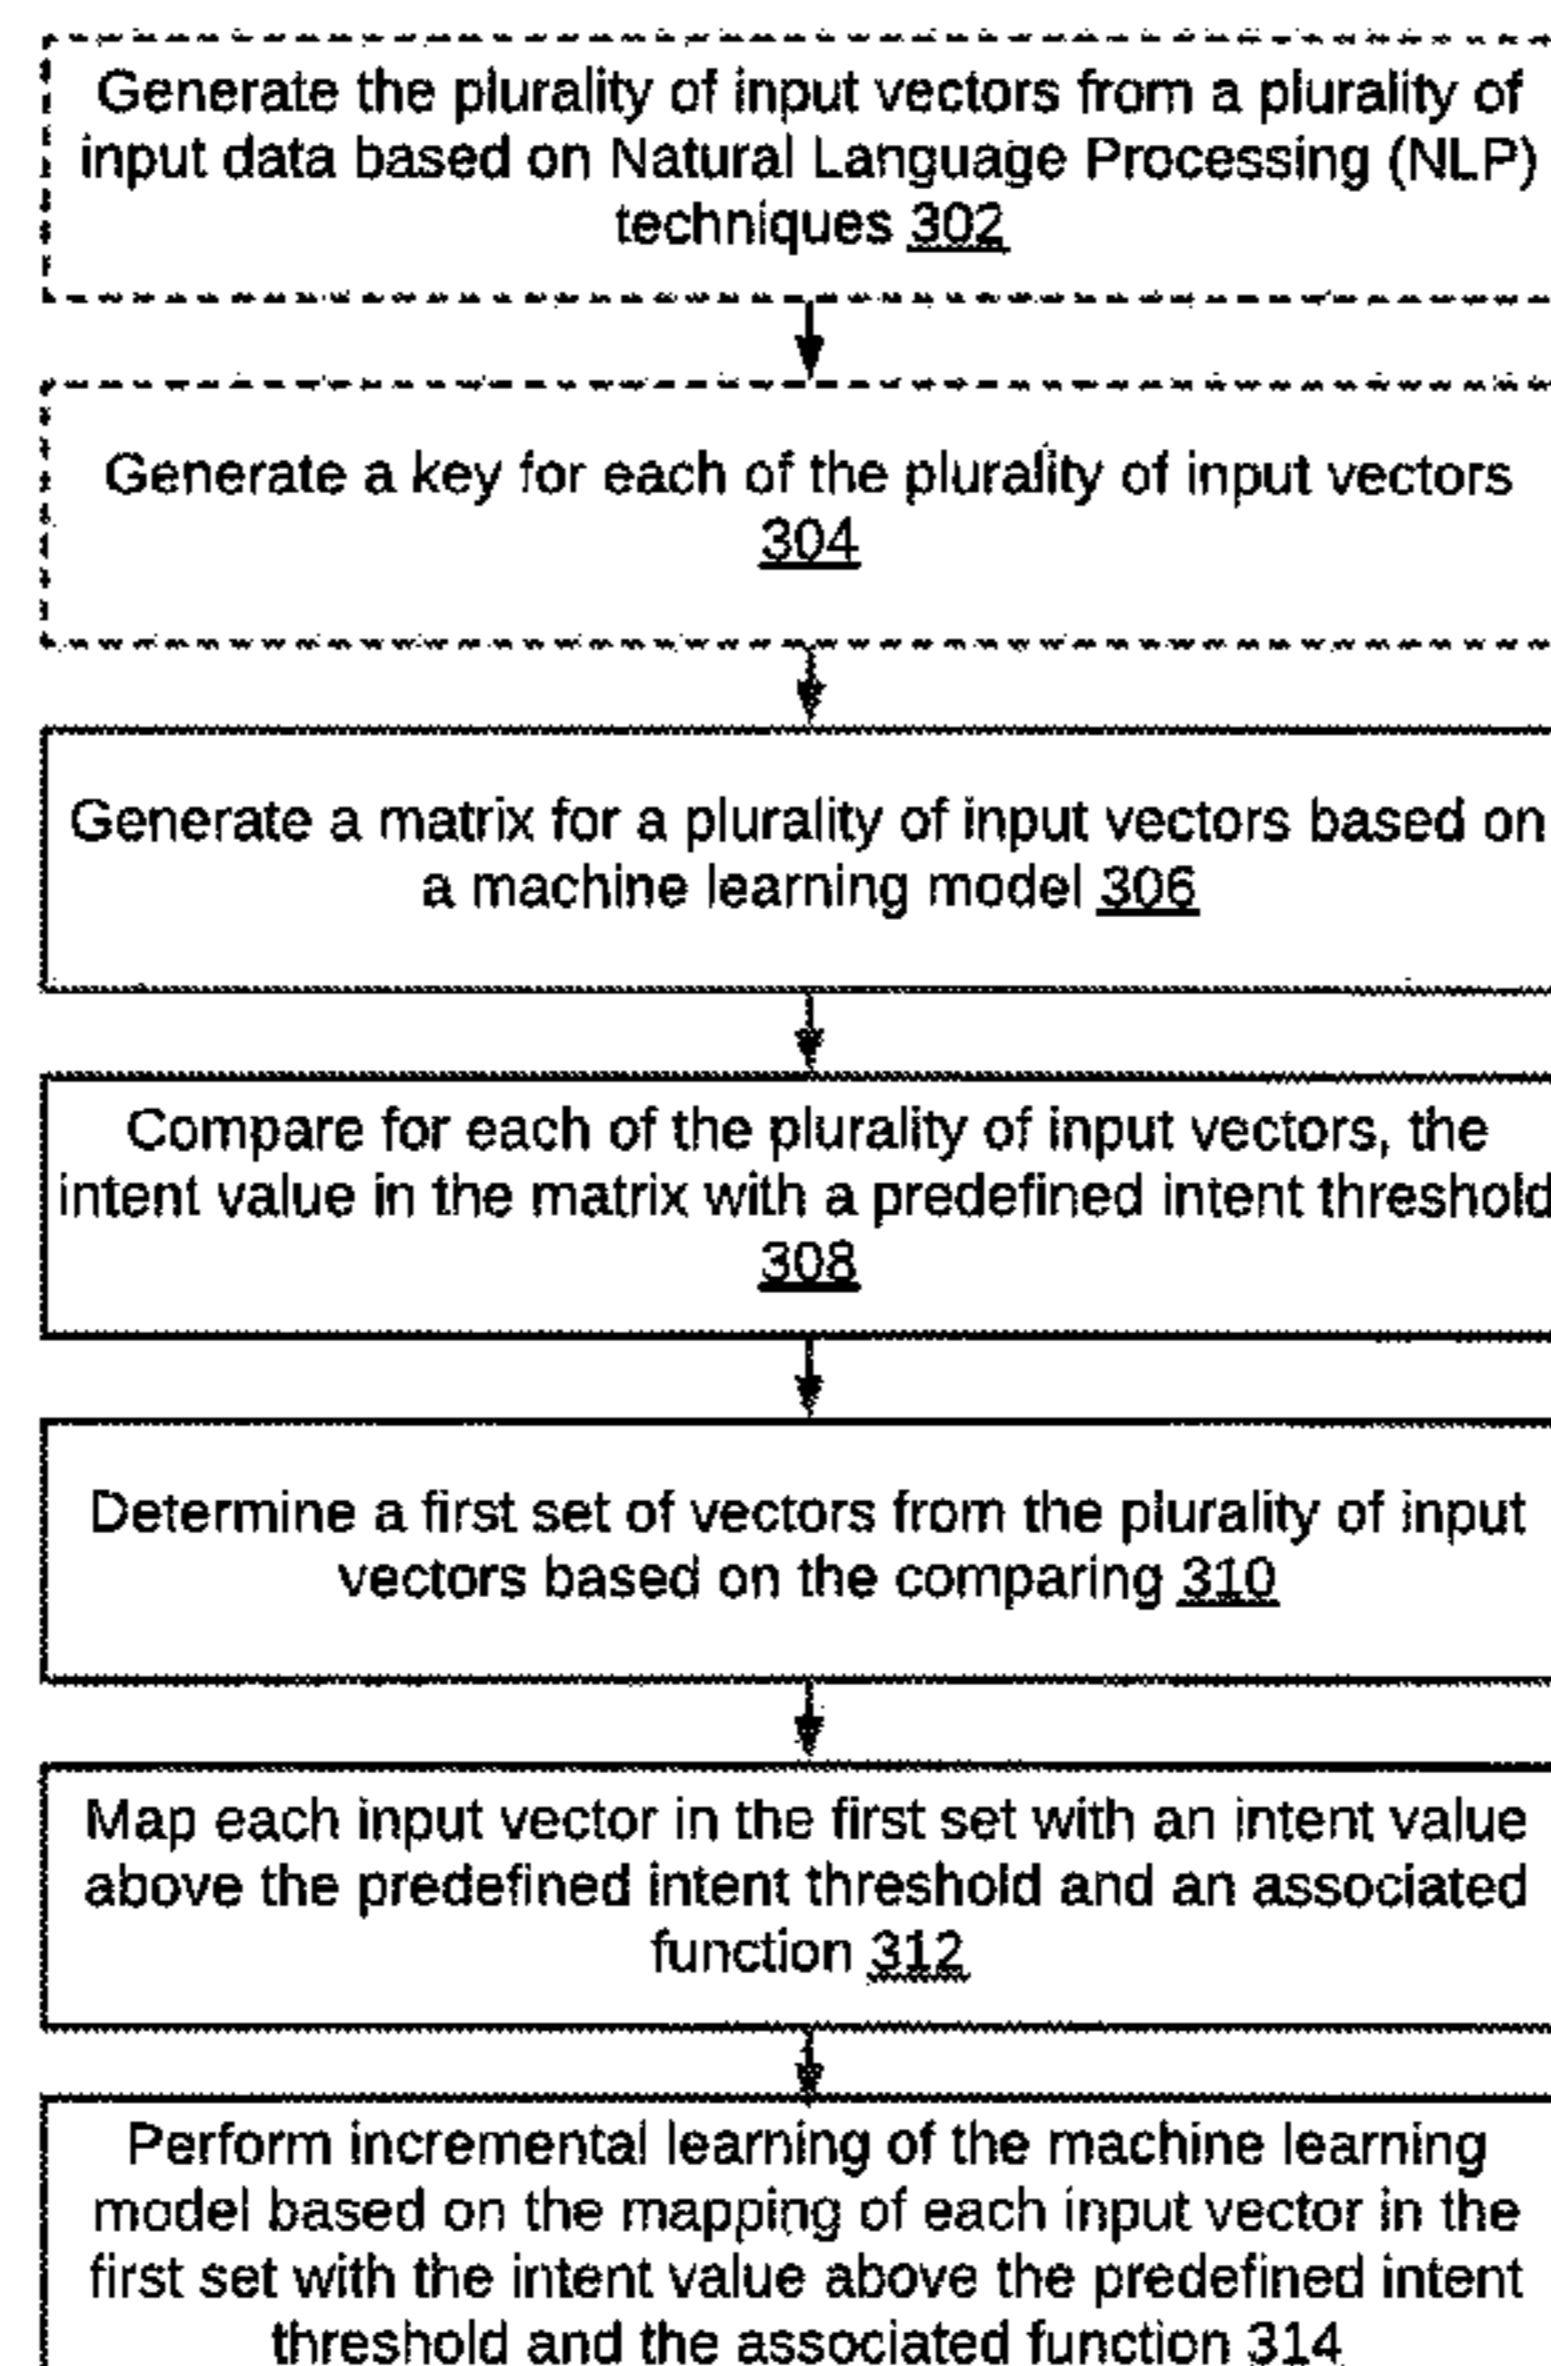 Generate the plurality of input vectors from a plurality of
input data based on Natural Language Processing (NLP)
techniques 302
Generate a key for each of the plurality of input vectors
304
Generate a matrix for a plurality of input vectors based on
a machine learning model 306
Compare for each of the plurality of input vectors, the
intent value in the matrix with a predefined intent threshold
308
Determine a first set of vectors from the plurality of input
vectors based on the comparing 310
Map each input vector in the first set with an intent value
above the predefined intent threshold and an associated
function 312
Perform incremental learning of the machine learning
model based on the mapping of each input vector in the
first set with the intent value above the predefined intent
threshold and the associated function 314